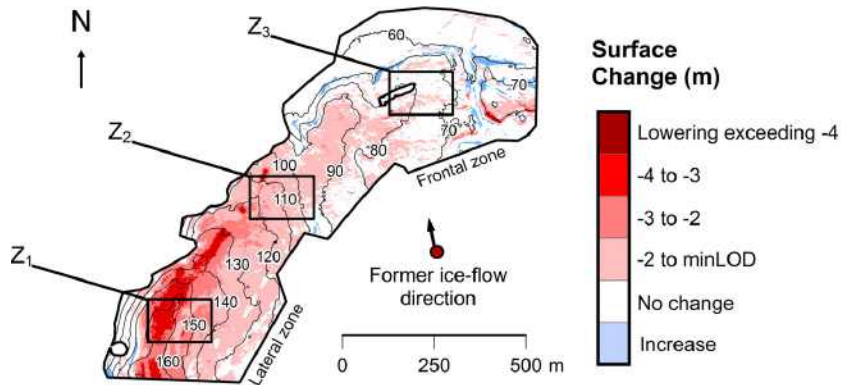 N
Z3
Z2
Z1
60
70
70
80
90
100
110
120
130
140
150
160
Frontal zone
Lateral zone
Former ice-flow
direction
0 250 500 m
Surface
Change (m)
Lowering exceeding -4
-4 to -3
-3 to -2
-2 to minLOD
No change
Increase